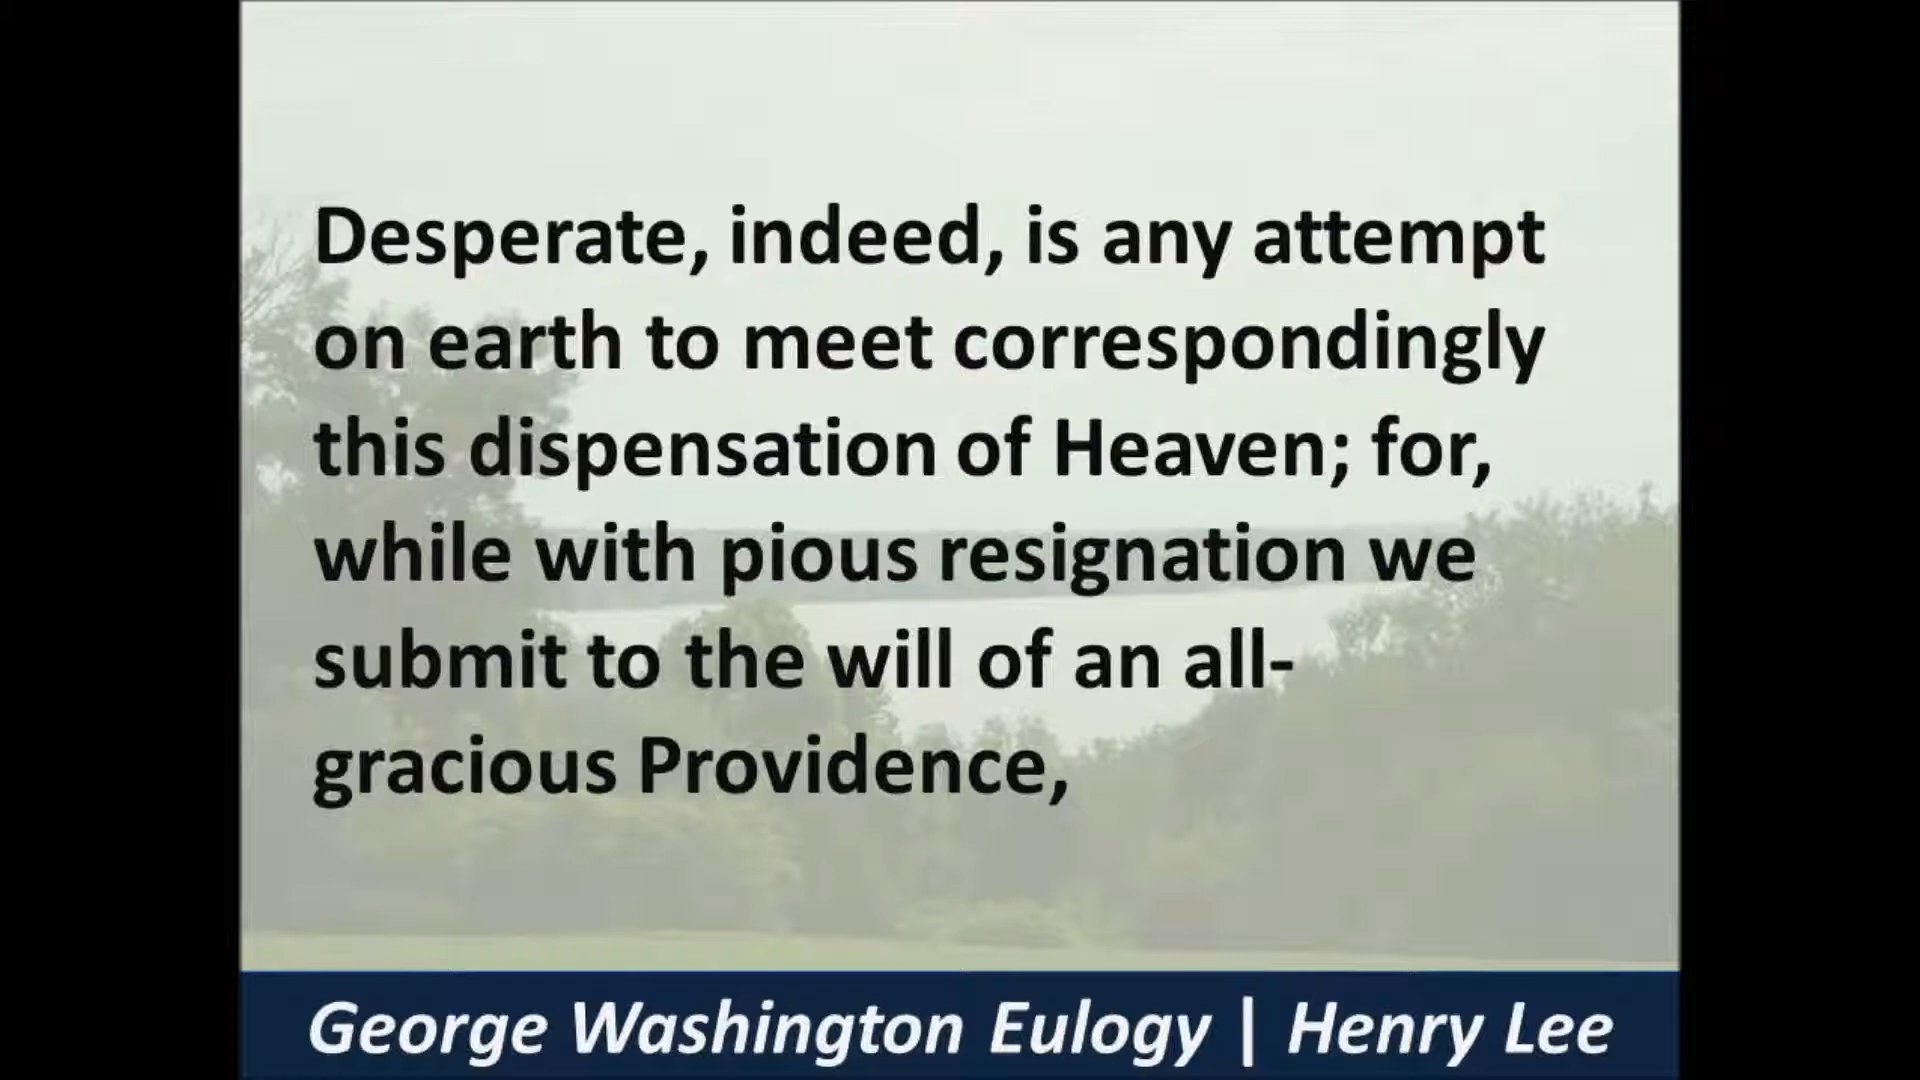 Desperate, indeed, is any attempt
on earth to meet correspondingly
this dispensation of Heaven; for,
while with pious resignation we
submit to the will of an all-
gracious Providence,
George Washington Eulogy | Henry Lee